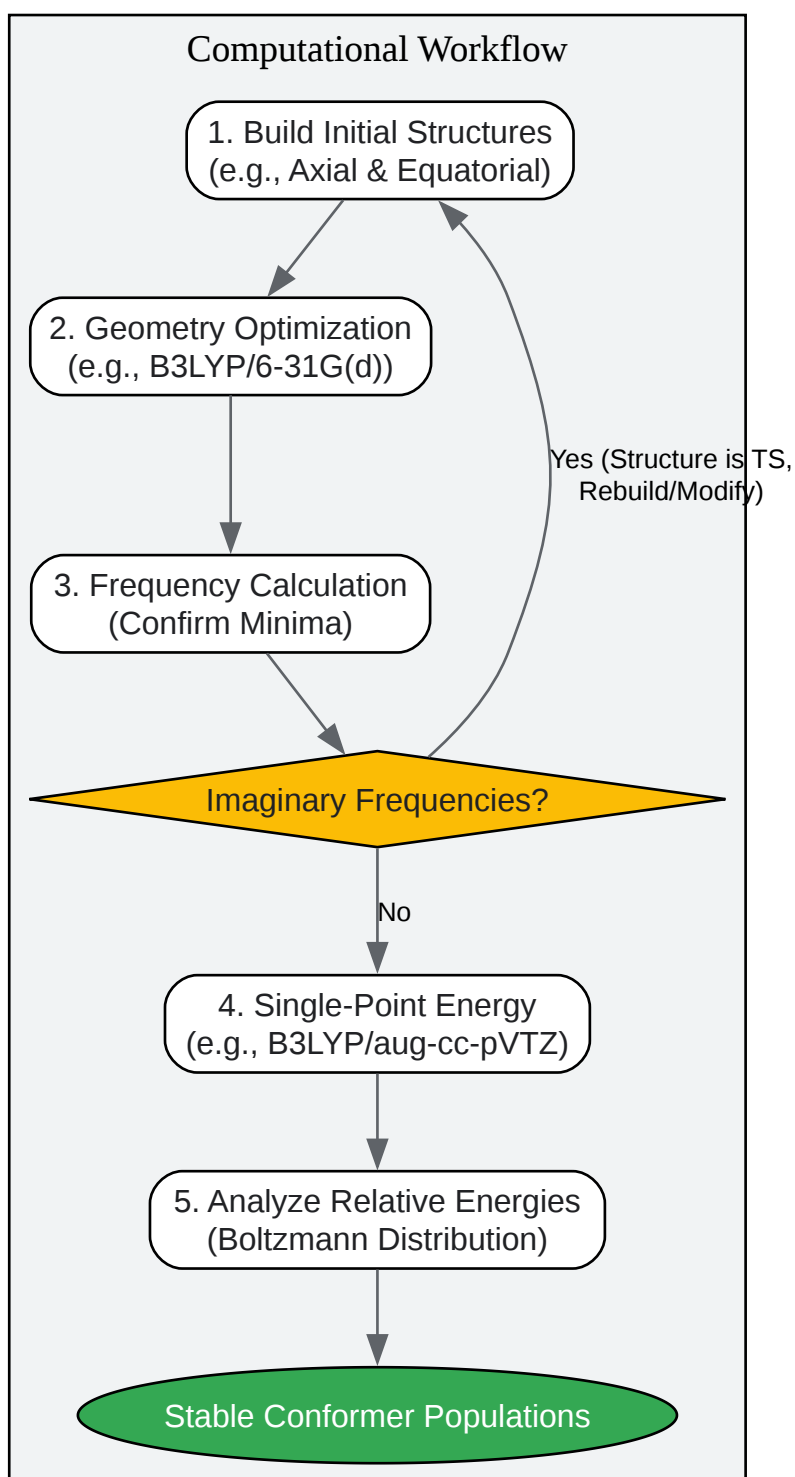 Computational Workflow
1. Build Initial Structures
(e.g., Axial & Equatorial)
2. Geometry Optimization
(e.g., B3LYP/6-31G(d))
Yes (Structure is TS,
Rebuild/Modify)
3. Frequency Calculation
(Confirm Minima)
Imaginary Frequencies?
No
4. Single-Point Energy
(e.g., B3LYP/aug-cc-pVTZ)
5. Analyze Relative Energies
(Boltzmann Distribution)
Stable Conformer Populations